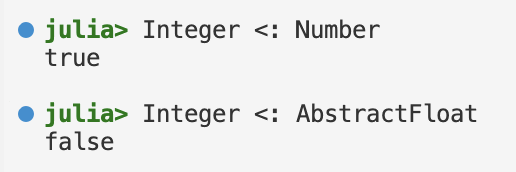 julia> Integer <: Number
true
julia> Integer <: AbstractFloat
false